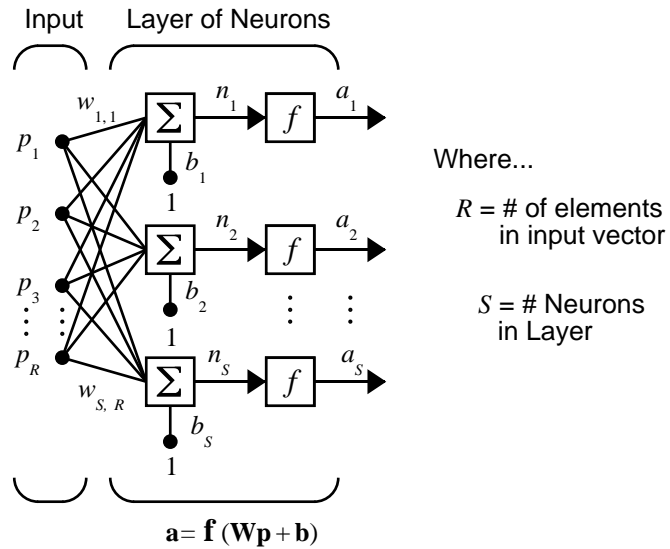 Input Layer of Neurons
w1,1 n1 a1
p1 Σ f
b1
1
Where...
p2 n2 a2
Σ f
R = # of elements
in input vector
p3 b2
1
S = # Neurons
in Layer
pR nS aS
Σ f
wS, R bS
1
a= f (Wp + b)